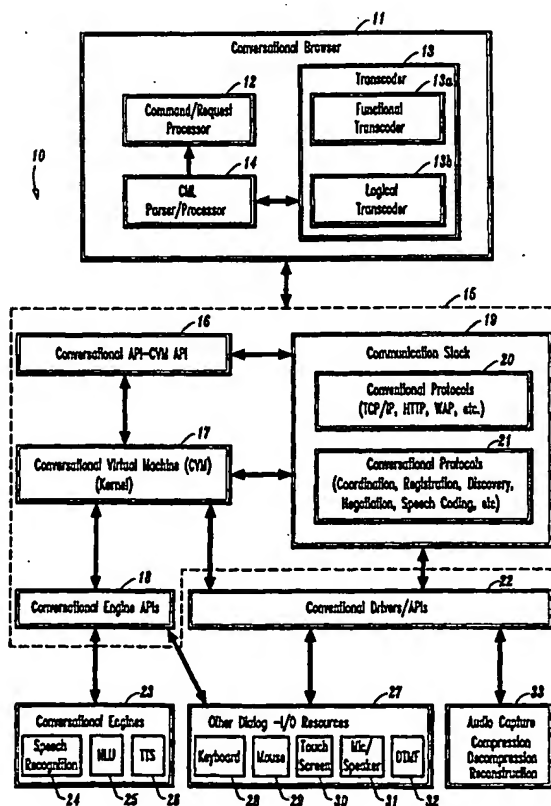 11
Conversational Browser
13
Transcoder
12
13a
Command/Request
Processor
Functional
Transcoder
10
14
13b
CML
Parser/Processor
Logical
Transcoder
15
16
19
Conversational API-CVM API
Communication Stack
20
Conventional Protocols
(TCP/IP, HTTP, WAP, etc.)
17
21
Conversational Virtual Machine (CVM)
(Kernel)
Conversational Protocols
(Coordination, Registration, Discovery,
Negotiation, Speech Coding, etc)
18
22
Conversational Engine APIs
Conventional Drivers/APIs
23
27
33
Conversational Engines
Other Dialog -I/O Resources
Audio Capture
Compression
Decompression
Reconstruction
Speech
Recognition
NLU
TTS
Keyboard
Mouse
Touch
Screen
Mic/
Speaker
DTMF
24
25
26
28
29
30
31
32